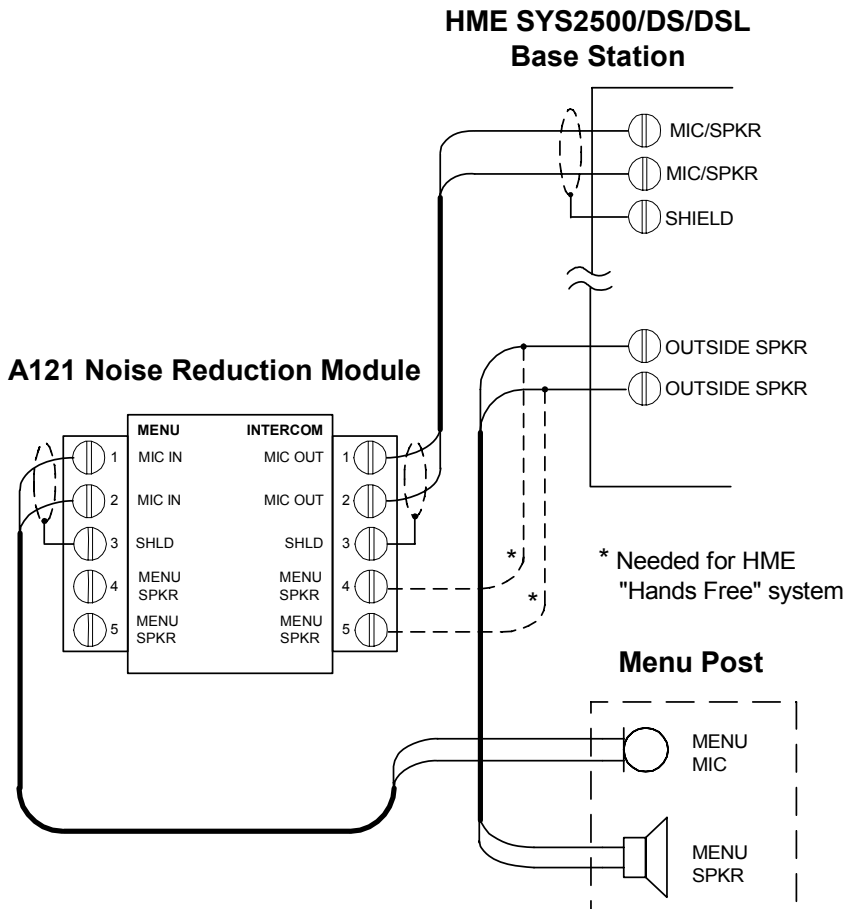 HME SYS2500/DS/DSL
Base Station
MIC/SPKR
MIC/SPKR
SHIELD
OUTSIDE SPKR
OUTSIDE SPKR
A121 Noise Reduction Module
MENU INTERCOM
1 MIC IN MIC OUT 1
2 MIC IN MIC OUT 2
3 SHLD SHLD 3
4 MENU SPKR MENU SPKR 4
5 MENU SPKR MENU SPKR 5
*
*
* Needed for HME
"Hands Free" system
Menu Post
MENU
MIC
MENU
SPKR